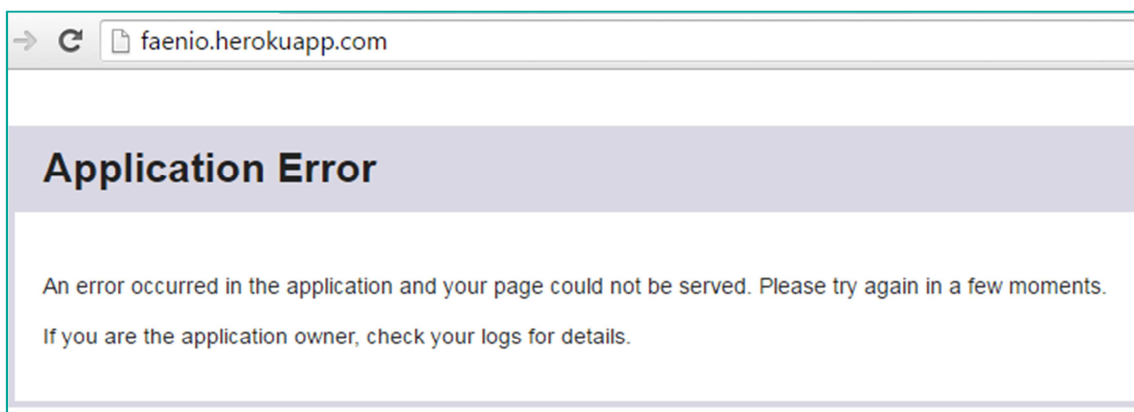 faenio.herokuapp.com
Application Error
An error occurred in the application and your page could not be served. Please try again in a few moments.
If you are the application owner, check your logs for details.